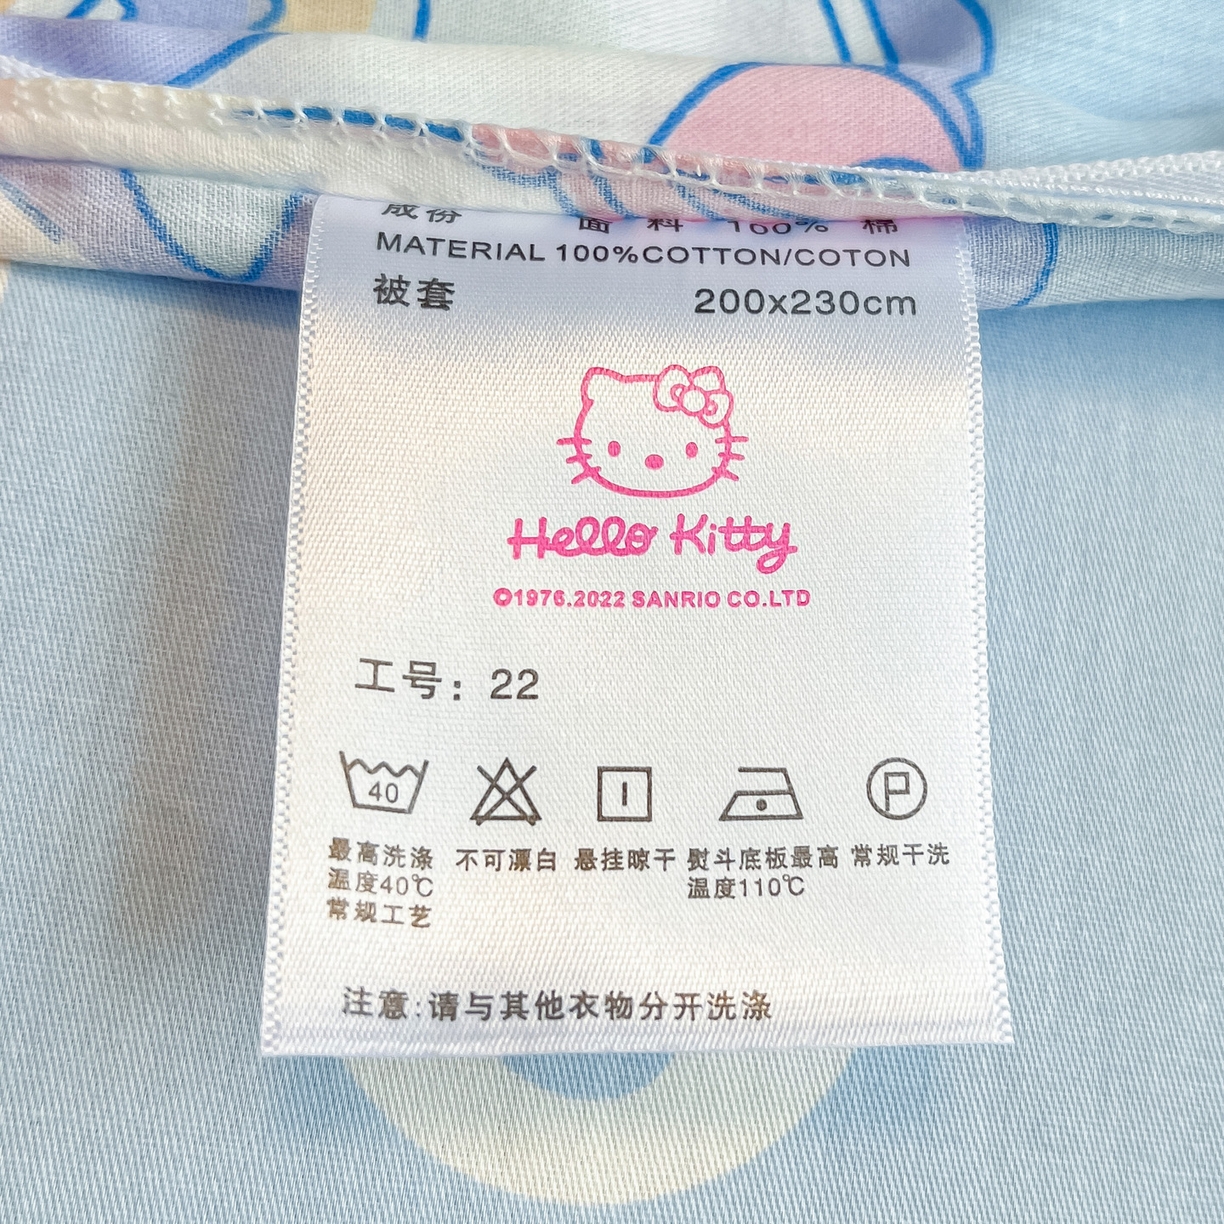 成份 面 料 100% 棉
MATERIAL 100%COTTON/COTON
被套 200x230cm
Hello Kitty
©1976.2022 SANRIO CO.LTD
工号：22
40
P
最高洗涤 不可漂白 悬挂晾干 熨斗底板最高 常规干洗
温度40℃ 温度110℃
常规工艺
注意:请与其他衣物分开洗涤